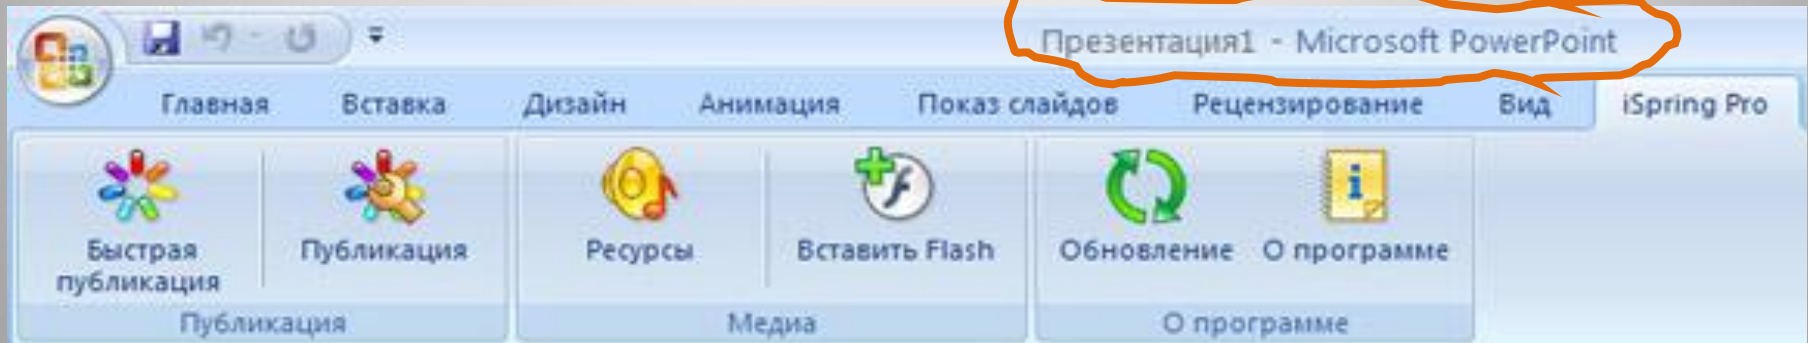 Презентация1 - Microsoft PowerPoint
Главная Вставка Дизайн Анимация Показ слайдов Рецензирование Вид iSpring Pro
Быстрая публикация
Публикация
Ресурсы
Вставить Flash
Обновление
О программе
Публикация Медиа О программе